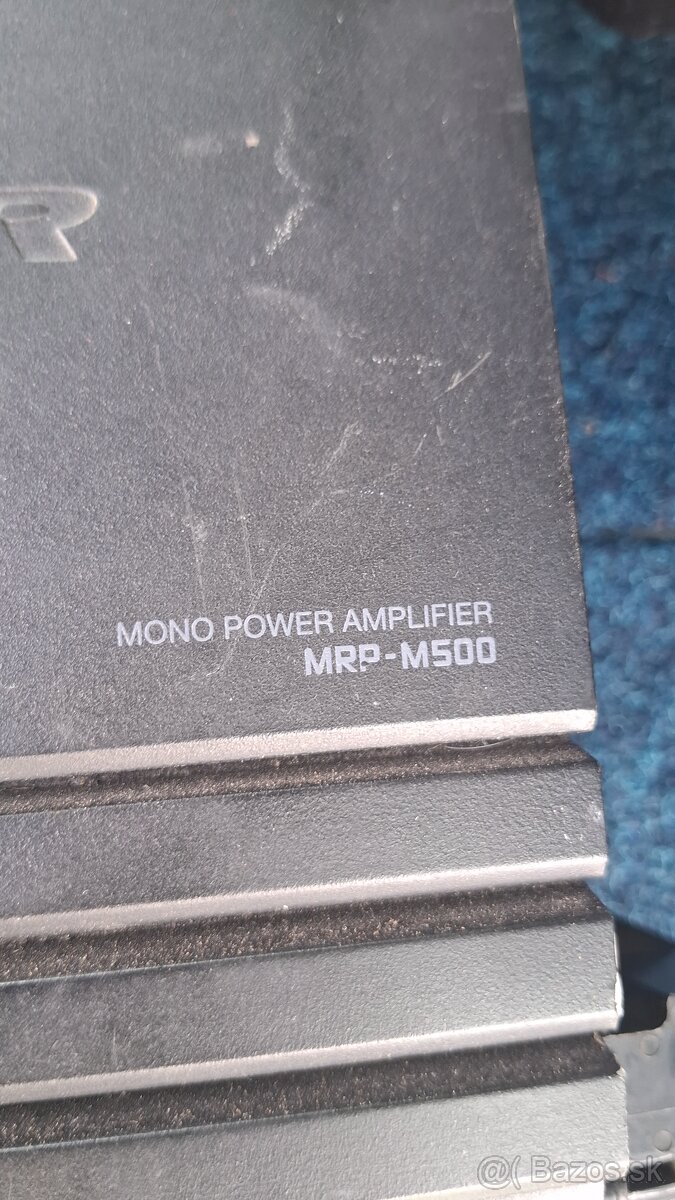 R
MONO POWER AMPLIFIER
MRP-M500
@( Bazos.sk